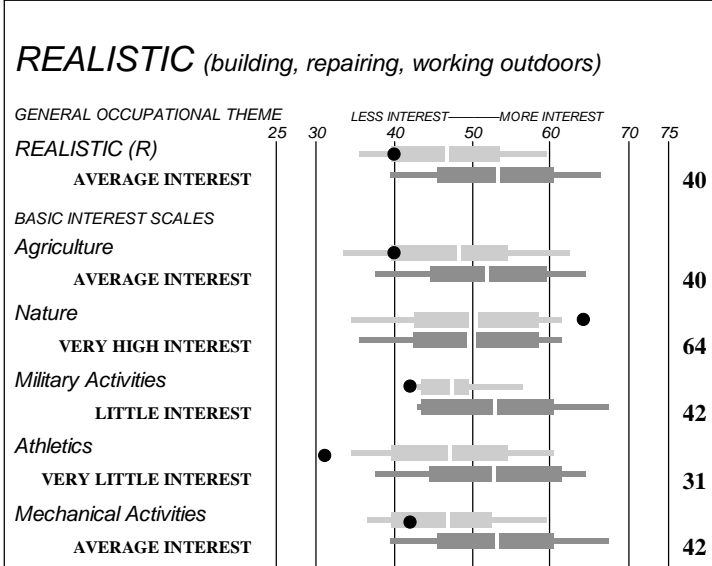 REALISTIC (building, repairing, working outdoors)
GENERAL OCCUPATIONAL THEME
LESS INTEREST MORE INTEREST
25 30 40 50 60 70 75
REALISTIC (R)
AVERAGE INTEREST 40
BASIC INTEREST SCALES
Agriculture
AVERAGE INTEREST 40
Nature
VERY HIGH INTEREST 64
Military Activities
LITTLE INTEREST 42
Athletics
VERY LITTLE INTEREST 31
Mechanical Activities
AVERAGE INTEREST 42